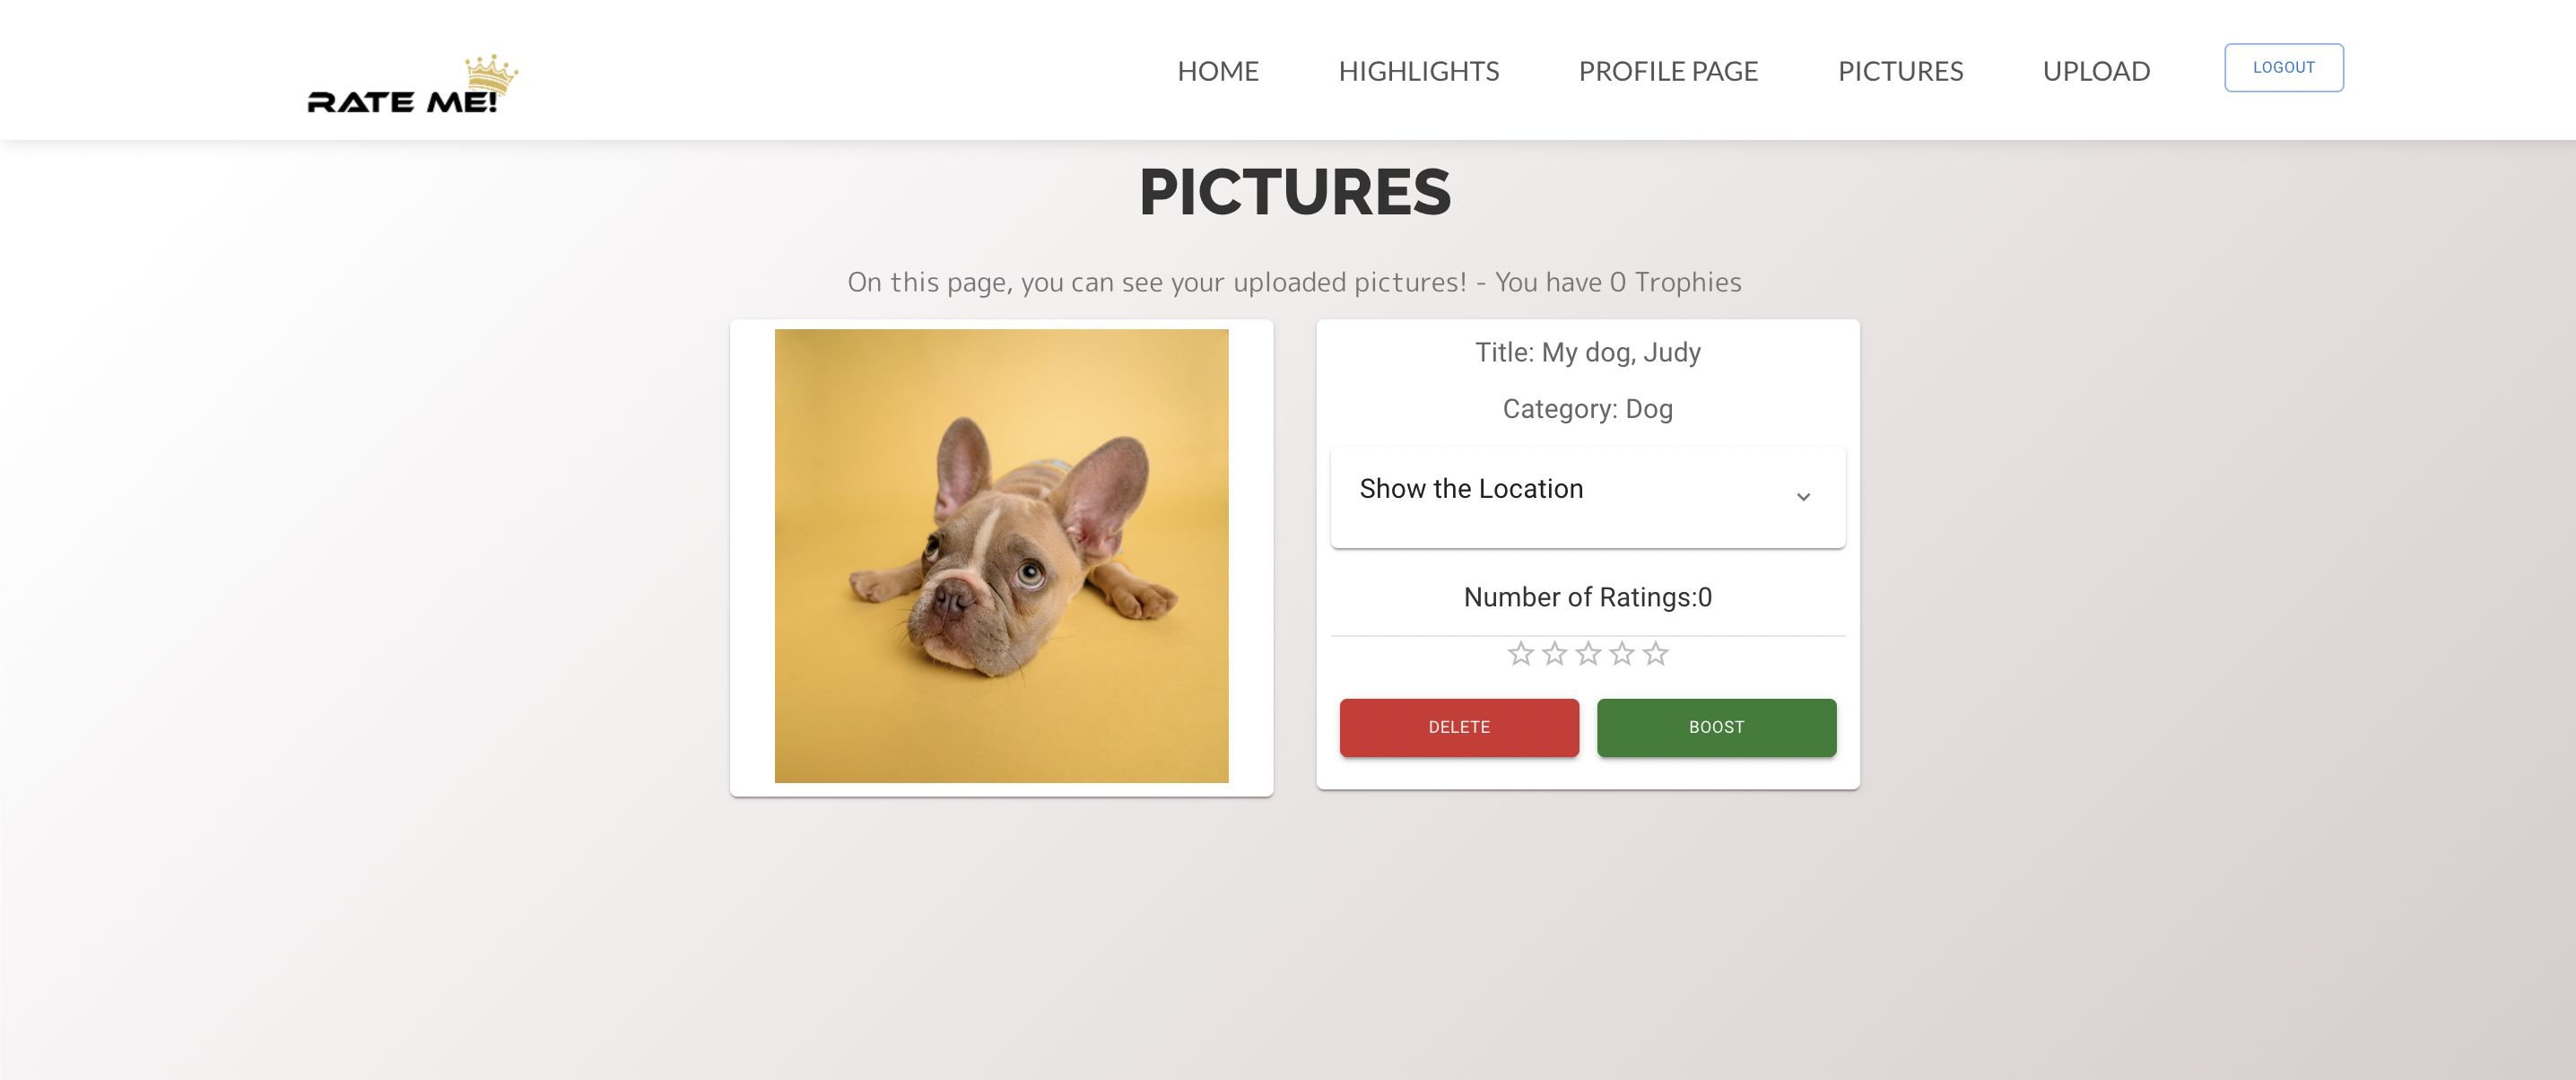 RATE ME!
HOME HIGHLIGHTS PROFILE PAGE PICTURES UPLOAD LOGOUT
PICTURES
On this page, you can see your uploaded pictures! - You have 0 Trophies
Title: My dog, Judy
Category: Dog
Show the Location
Number of Ratings:0
DELETE BOOST